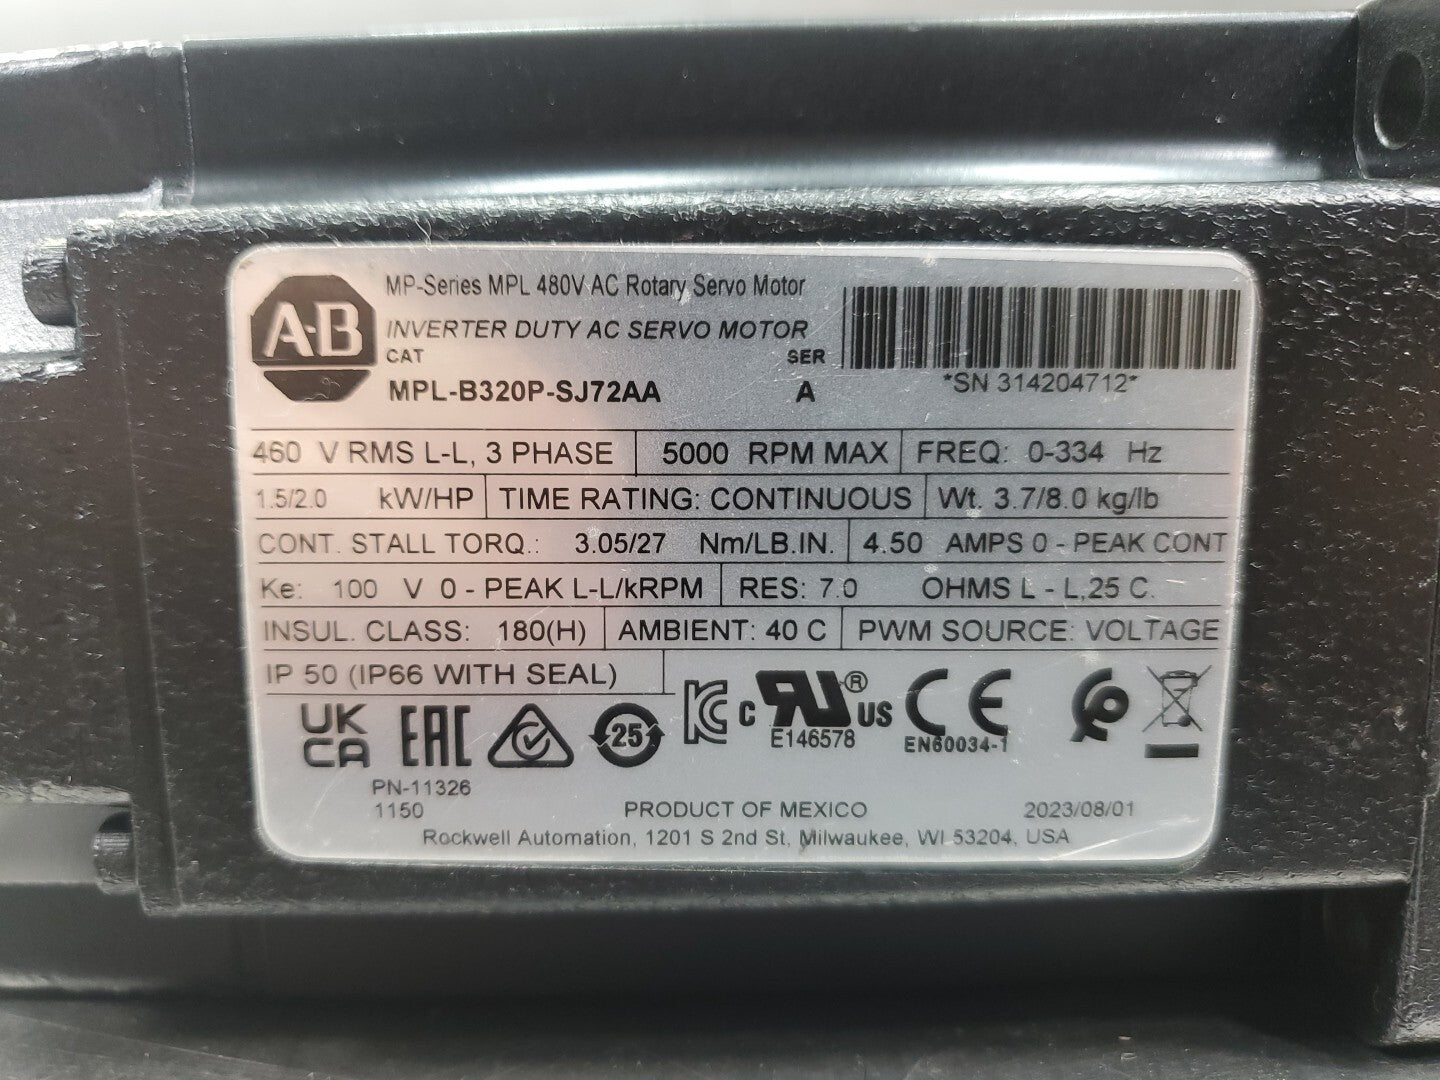 A-B
MP-Series MPL 480V AC Rotary Servo Motor
INVERTER DUTY AC SERVO MOTOR
CAT SER
MPL-B320P-SJ72AA A
*SN 314204712*
460 V RMS L-L, 3 PHASE 5000 RPM MAX FREQ: 0-334 Hz
1.5/2.0 kW/HP TIME RATING: CONTINUOUS Wt. 3.7/8.0 kg/lb
CONT. STALL TORQ.: 3.05/27 Nm/LB.IN. 4.50 AMPS 0 - PEAK CONT
Ke: 100 V 0 - PEAK L-L/kRPM RES: 7.0 OHMS L - L,25 C.
INSUL. CLASS: 180(H) AMBIENT: 40 C PWM SOURCE: VOLTAGE
IP 50 (IP66 WITH SEAL)
UK
CA EAC 25 KC c RU® US CE
E146578
EN60034-1
PN-11326
1150 PRODUCT OF MEXICO 2023/08/01
Rockwell Automation, 1201 S 2nd St, Milwaukee, WI 53204, USA